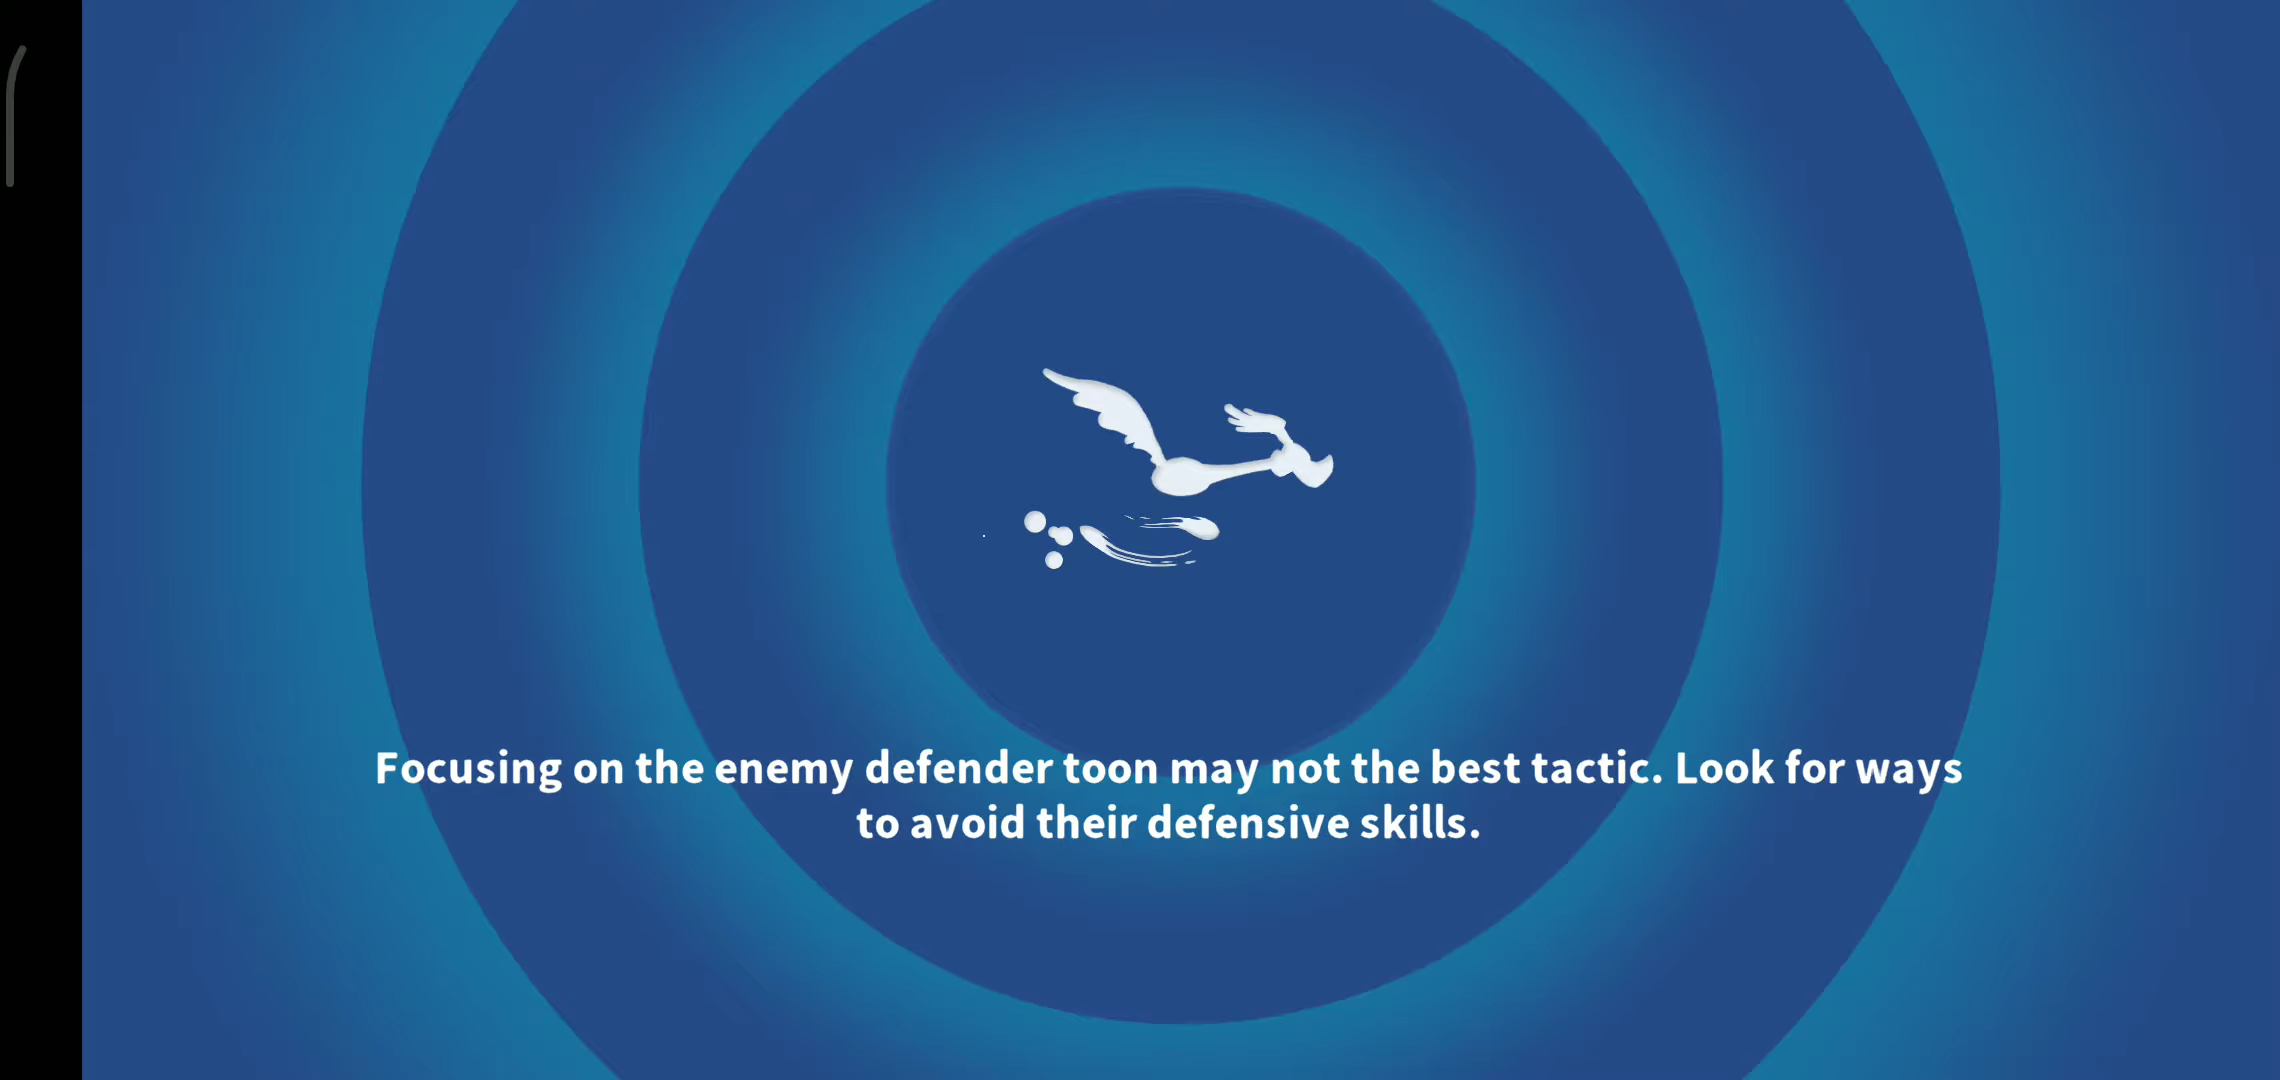 Focusing on the enemy defender toon may not the best tactic. Look for ways
to avoid their defensive skills.